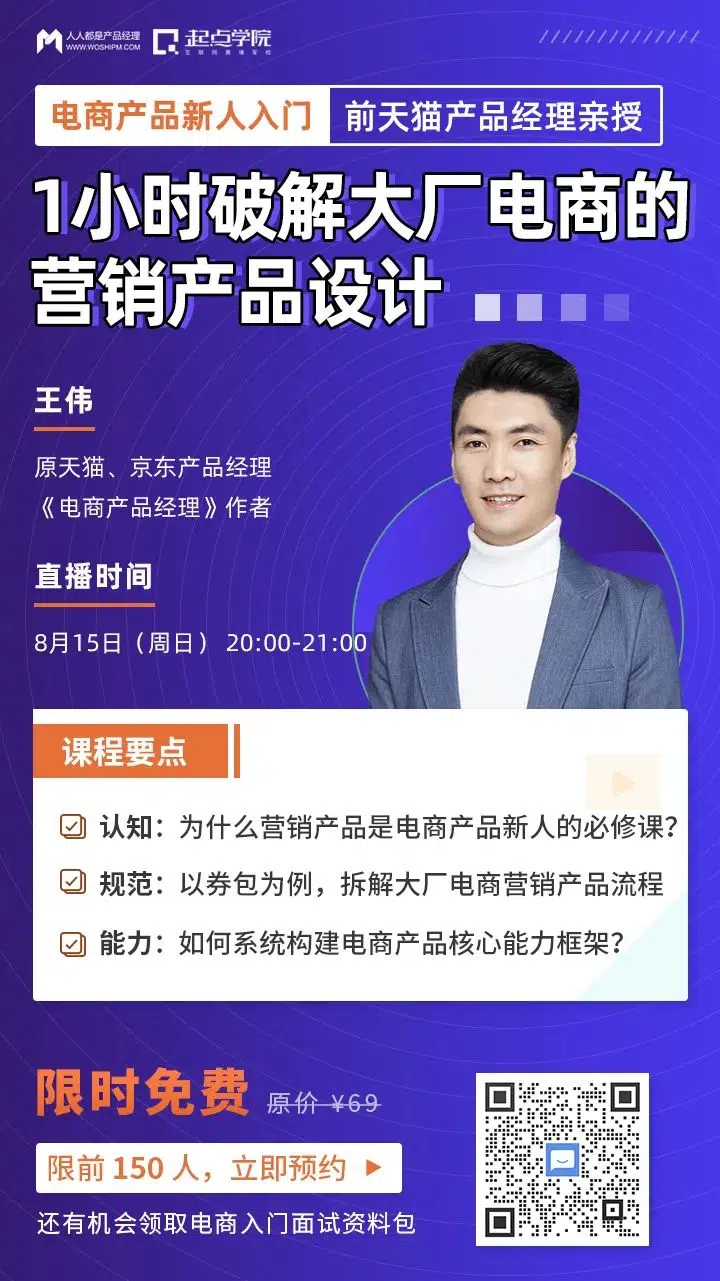 人人都是产品经理
WWW.WOSHIPM.COM
起点学院
互联网黄埔军校
电商产品新人入门
前天猫产品经理亲授
1小时破解大厂电商的
营销产品设计
王伟
原天猫、京东产品经理
《电商产品经理》作者
直播时间
8月15日（周日） 20:00-21:00
课程要点
认知：为什么营销产品是电商产品新人的必修课？
规范：以券包为例，拆解大厂电商营销产品流程
能力：如何系统构建电商产品核心能力框架？
限时免费 原价 ¥69
限前 150 人，立即预约
还有机会领取电商入门面试资料包